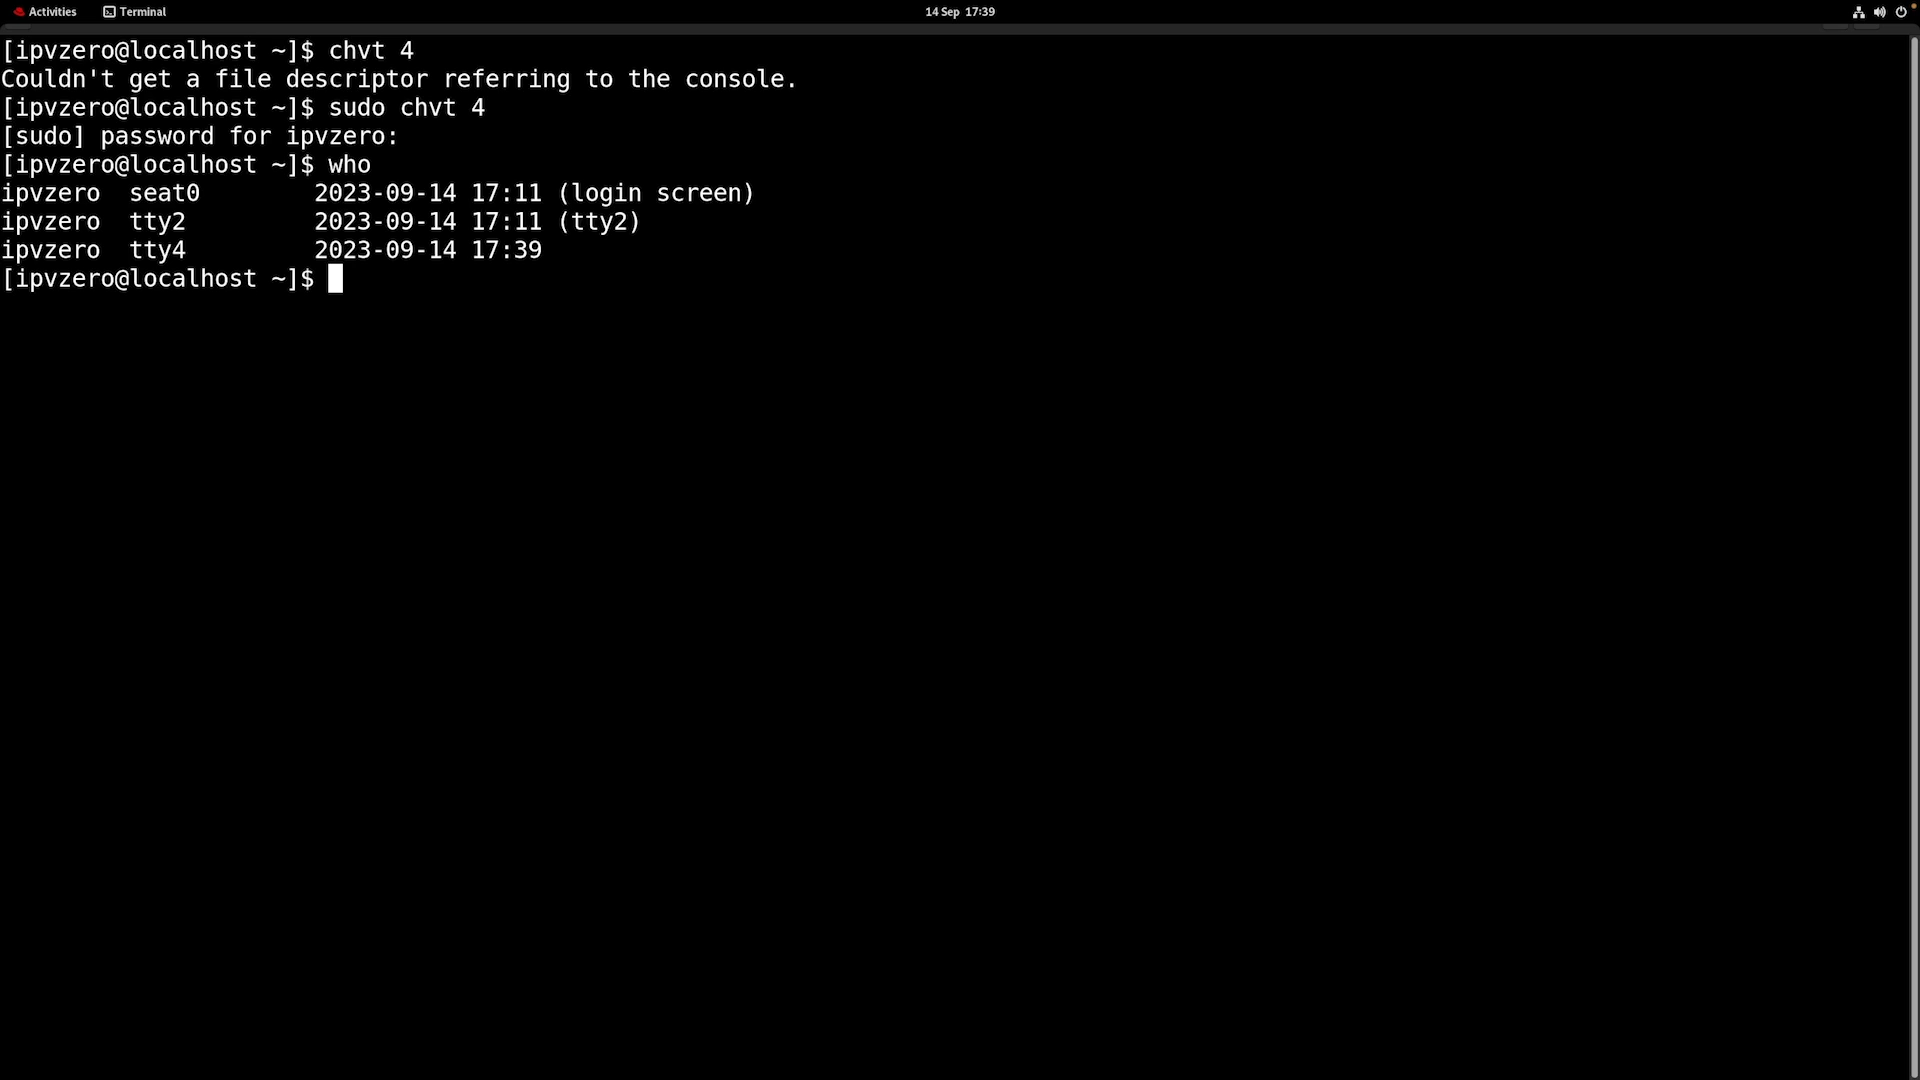 Activities Terminal 14 Sep 17:39
[ipvzero@localhost ~]$ chvt 4
Couldn't get a file descriptor referring to the console.
[ipvzero@localhost ~]$ sudo chvt 4
[sudo] password for ipvzero:
[ipvzero@localhost ~]$ who
ipvzero  seat0        2023-09-14 17:11 (login screen)
ipvzero  tty2         2023-09-14 17:11 (tty2)
ipvzero  tty4         2023-09-14 17:39
[ipvzero@localhost ~]$